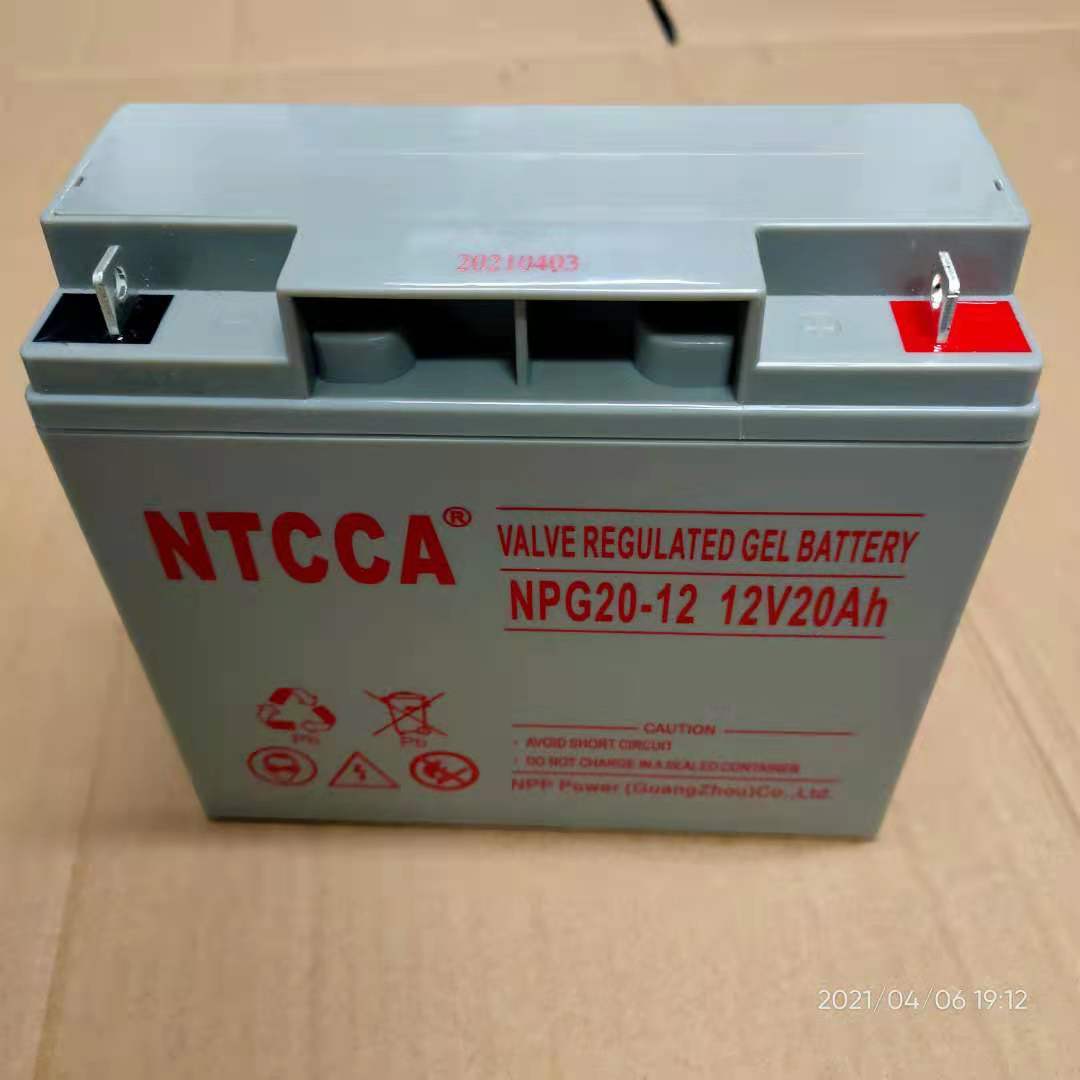 20210403
- +
NTCCA®
VALVE REGULATED GEL BATTERY
NPG20-12 12V20Ah
Pb Pb
CAUTION
· AVOID SHORT CIRCUIT
· DO NOT CHARGE IN A SEALED CONTAINER
NPP Power (GuangZhou)Co.,Ltd.
2021/04/06 19:12